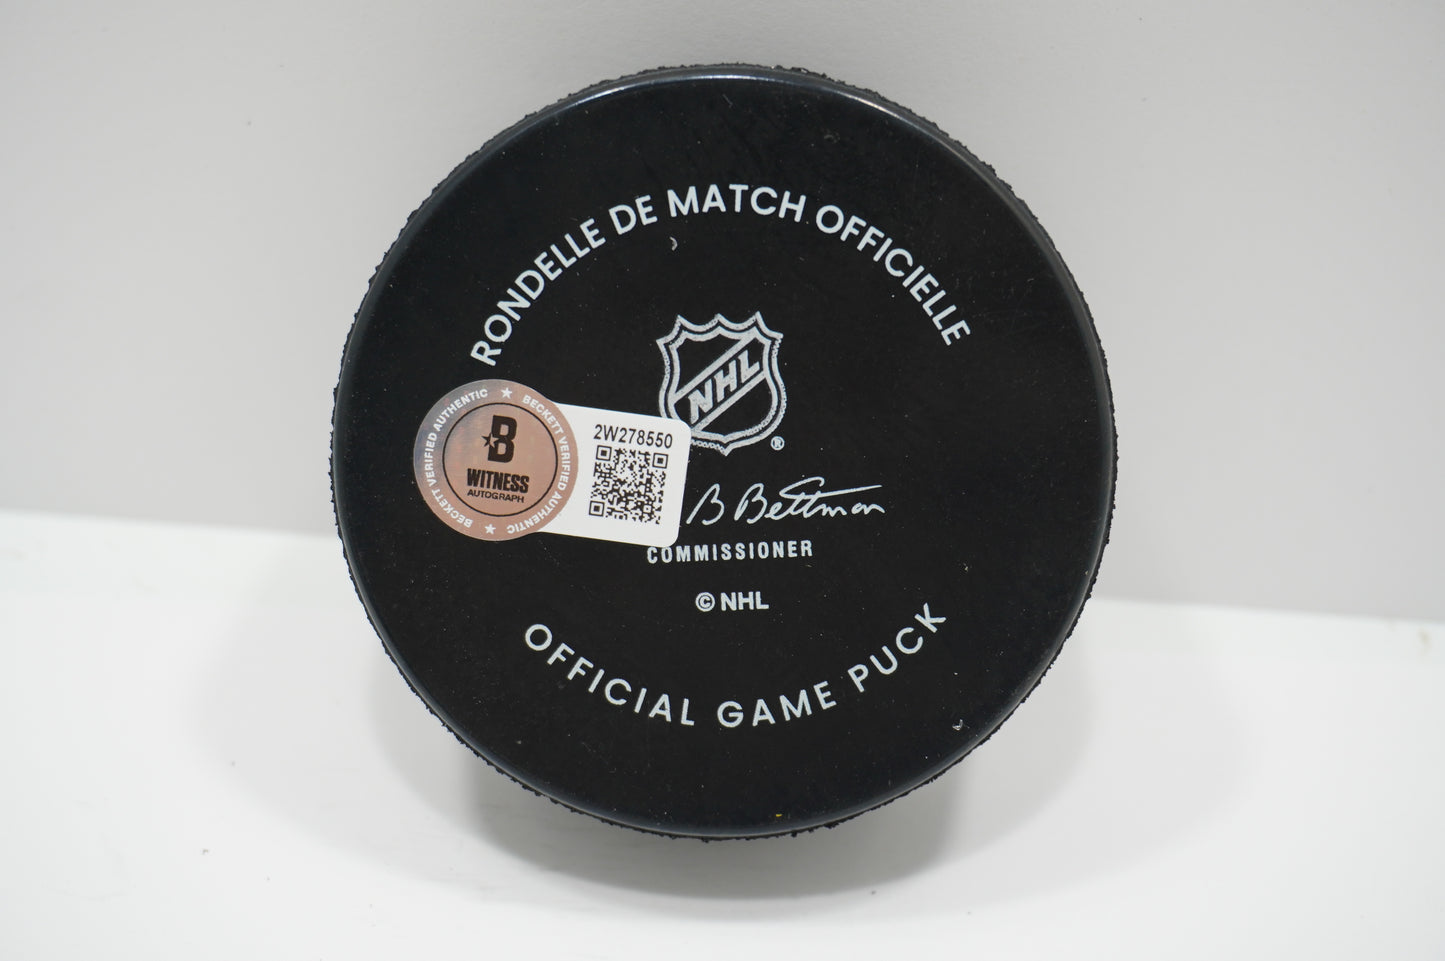 RONDELLE DE MATCH OFFICIELLE
NHL
®
BECKETT VERIFIED AUTHENTIC ★ BECKETT VERIFIED AUTHENTIC ★
B
WITNESS
AUTOGRAPH
2W278550
B Bettman
COMMISSIONER
© NHL
OFFICIAL GAME PUCK